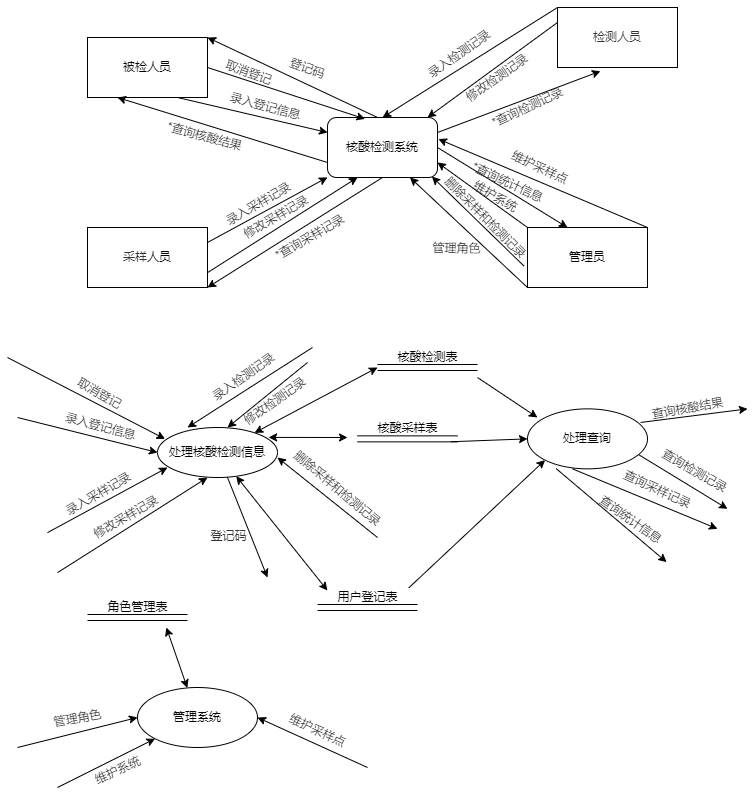 被检人员
登记码
取消登记
录入登记信息
*查询核酸结果
录入检测记录
修改检测记录
*查询检测记录
检测人员
核酸检测系统
录入采样记录
修改采样记录
*查询采样记录
采样人员
维护采样点
*查询统计信息
维护系统
删除采样和检测记录
管理角色
管理员
取消登记
录入登记信息
录入检测记录
修改检测记录
核酸检测表
核酸采样表
处理核酸检测信息
处理查询
查询核酸结果
查询检测记录
查询采样记录
查询统计信息
录入采样记录
修改采样记录
登记码
删除采样和检测记录
用户登记表
角色管理表
管理系统
管理角色
维护系统
维护采样点